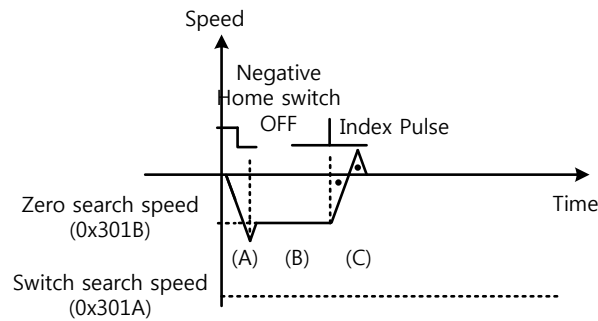 Speed
Negative
Home switch
OFF
Index Pulse
Zero search speed
(0x301B)
Time
(A)
(B)
(C)
Switch search speed
(0x301A)